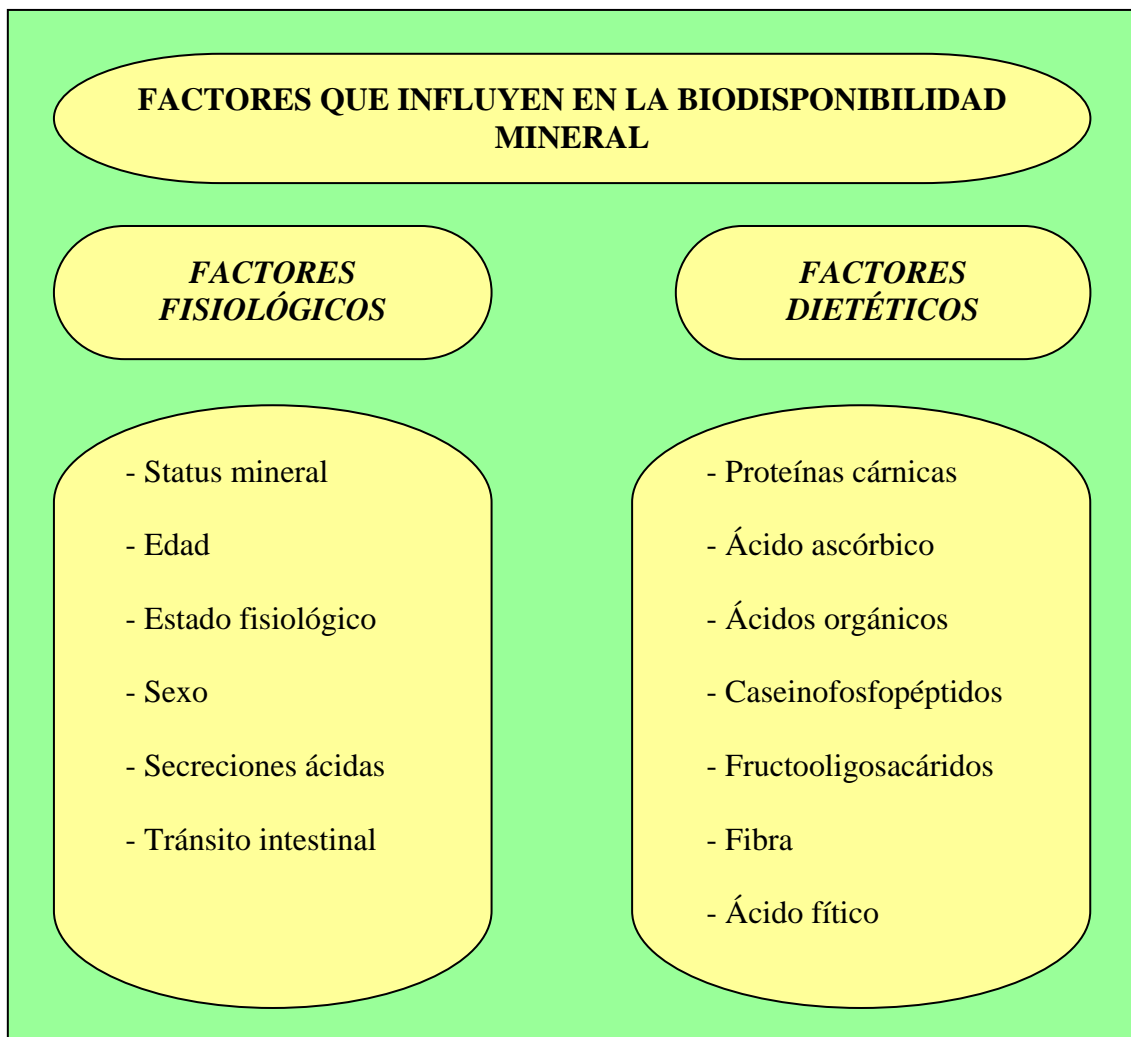 FACTORES QUE INFLUYEN EN LA BIODISPONIBILIDAD
MINERAL
FACTORES
FISIOLÓGICOS
FACTORES
DIETÉTICOS
- Status mineral
- Edad
- Estado fisiológico
- Sexo
- Secreciones ácidas
- Tránsito intestinal
- Proteínas cárnicas
- Ácido ascórbico
- Ácidos orgánicos
- Caseinofosfopéptidos
- Fructooligosacáridos
- Fibra
- Ácido fítico